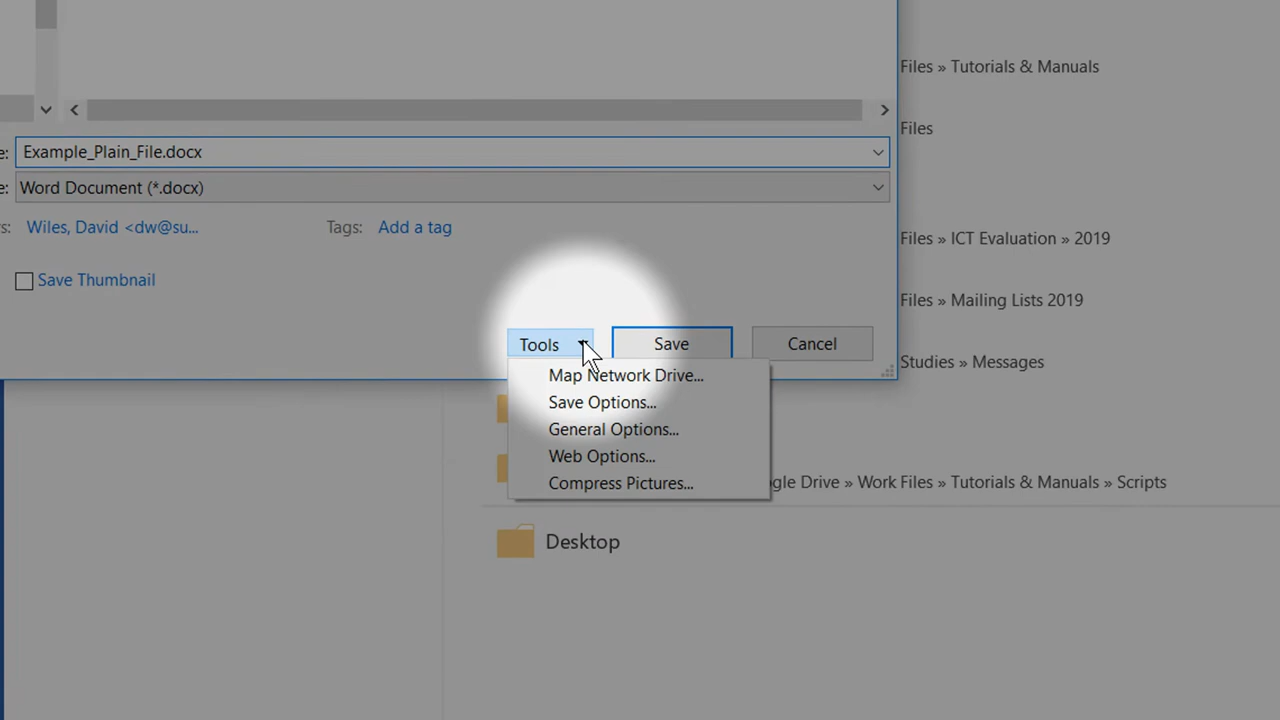 Files » Tutorials & Manuals
Files
e: Example_Plain_File.docx
e: Word Document (*.docx)
s: Wiles, David <dw@su... Tags: Add a tag
Files » ICT Evaluation » 2019
Save Thumbnail
Files » Mailing Lists 2019
Tools Save Cancel
Studies » Messages
Map Network Drive...
Save Options...
General Options...
Web Options...
Compress Pictures...
gle Drive » Work Files » Tutorials & Manuals » Scripts
Desktop